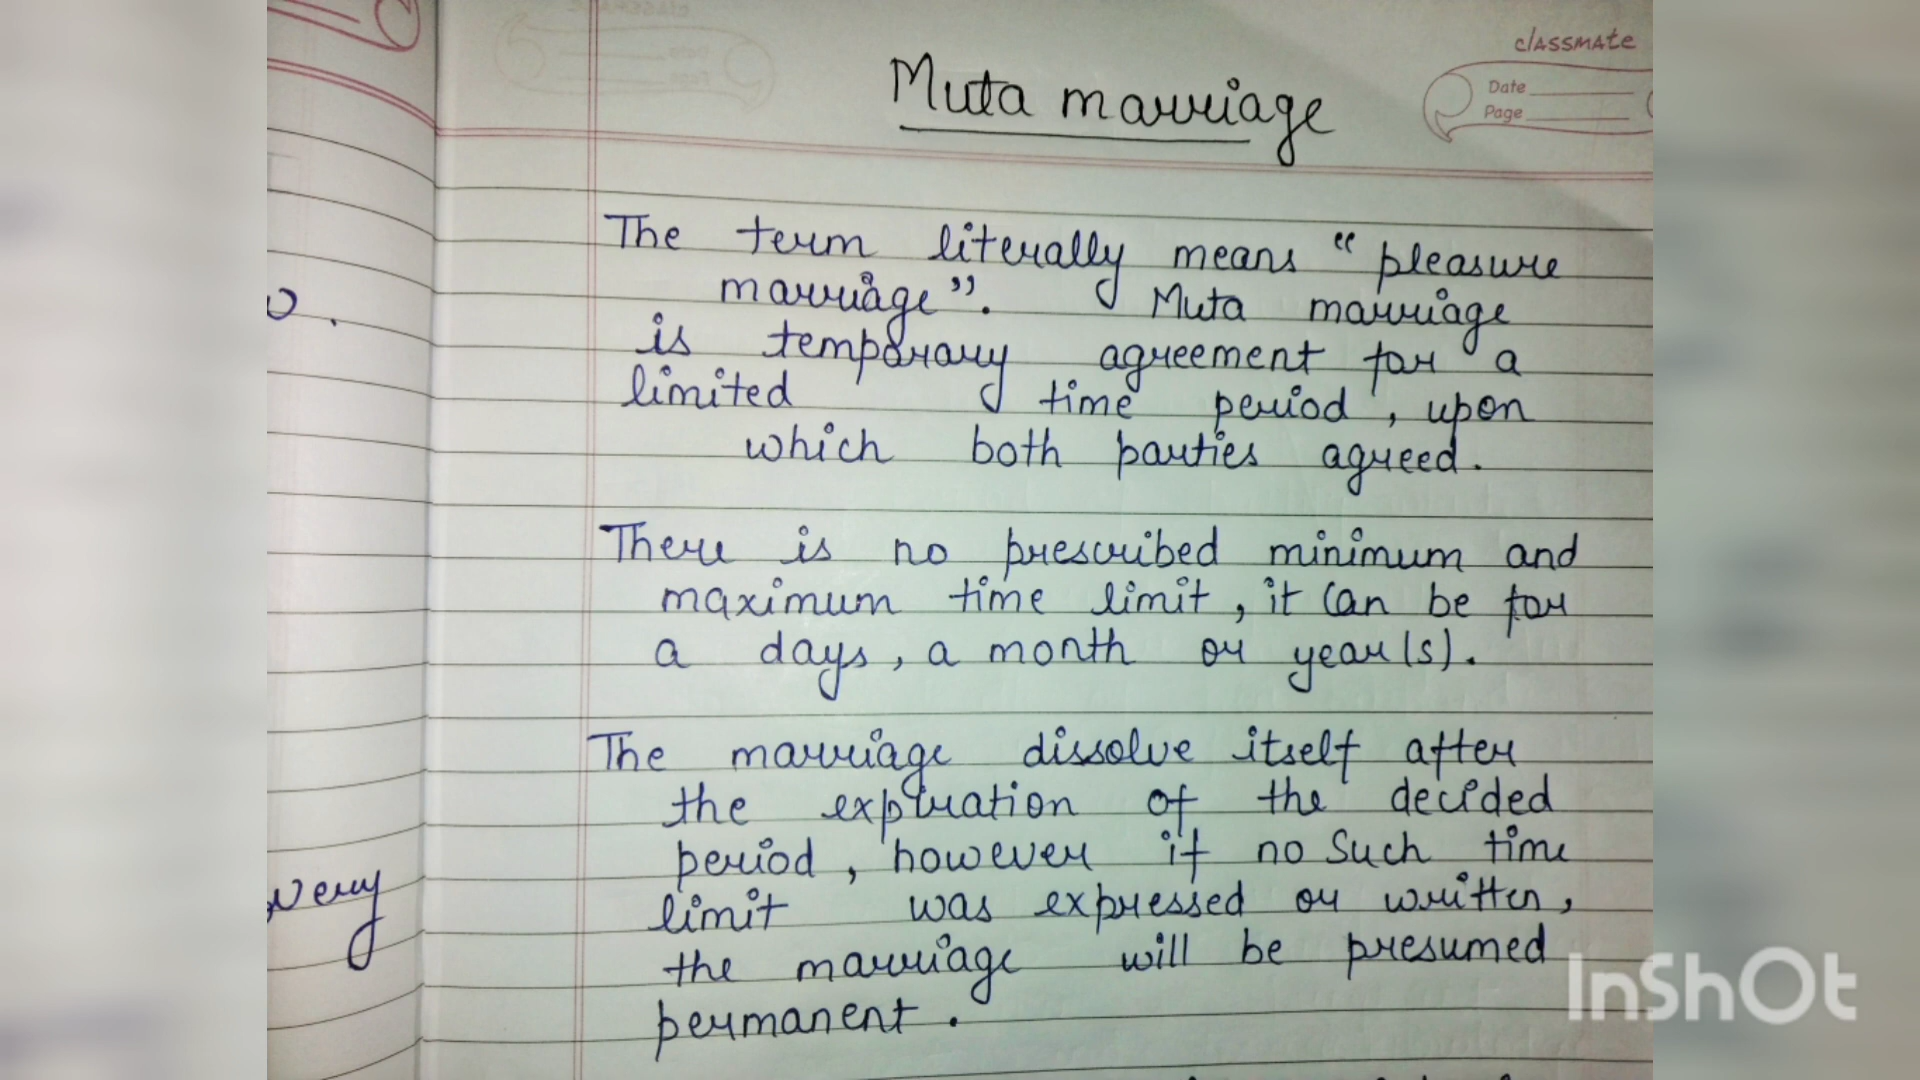 classmate
Date
Page
Muta marriage
The term literally means "pleasure
marriage". Muta marriage
is temporary agreement for a
limited time period, upon
which both parties agreed.
There is no prescribed minimum and
maximum time limit, it can be for
a days, a month or year(s).
The marriage dissolve itself after
the expiration of the decided
period, however if no such time
limit was expressed or written,
the marriage will be presumed
permanent.
very
InShOt